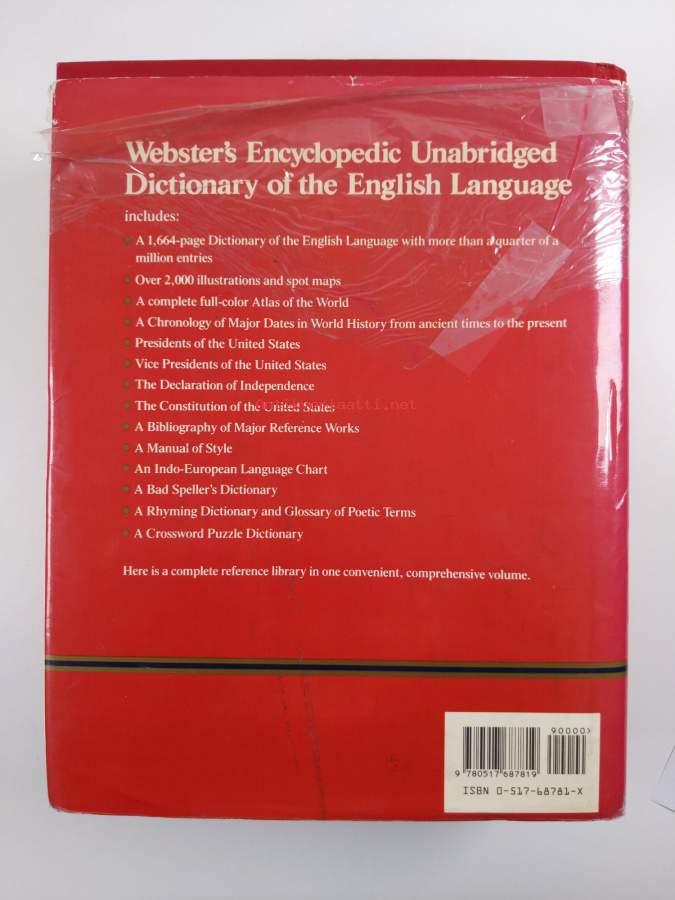 Webster's Encyclopedic Unabridged
Dictionary of the English Language
includes:
A 1,664-page Dictionary of the English Language with more than a quarter of a
million entries
Over 2,000 illustrations and spot maps
A complete full-color Atlas of the World
A Chronology of Major Dates in World History from ancient times to the present
Presidents of the United States
Vice Presidents of the United States
The Declaration of Independence
The Constitution of the United States
A Bibliography of Major Reference Works
A Manual of Style
An Indo-European Language Chart
A Bad Speller's Dictionary
A Rhyming Dictionary and Glossary of Poetic Terms
A Crossword Puzzle Dictionary
Here is a complete reference library in one convenient, comprehensive volume.
90000>
9 780517 687819
ISBN 0-517-68781-X